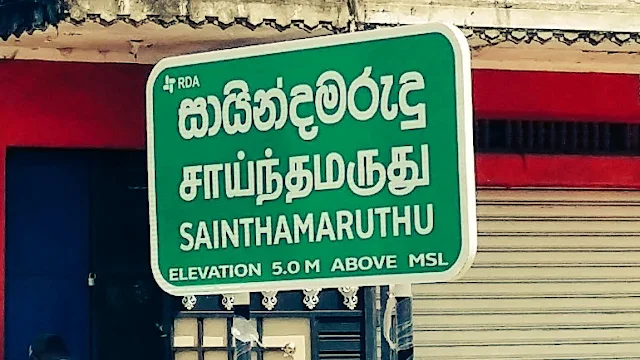 RDA
සායින්දමරුදු
சாய்ந்தமருது
SAINTHAMARUTHU
ELEVATION 5.0 M ABOVE MSL